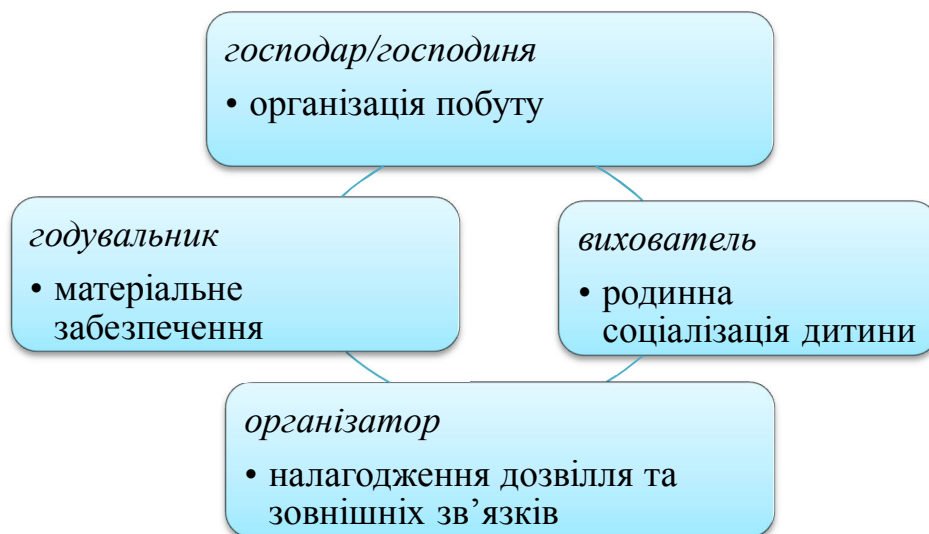 господар/господиня
• організація побуту
годувальник
• матеріальне
забезпечення
вихователь
• родинна
соціалізація дитини
організатор
• налагодження дозвілля та
зовнішніх зв’язків